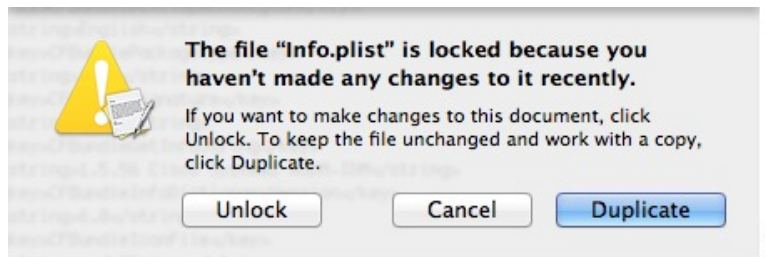 The file “Info.plist” is locked because you
haven't made any changes to it recently.
If you want to make changes to this document, click
Unlock. To keep the file unchanged and work with a copy,
click Duplicate.
Unlock Cancel Duplicate